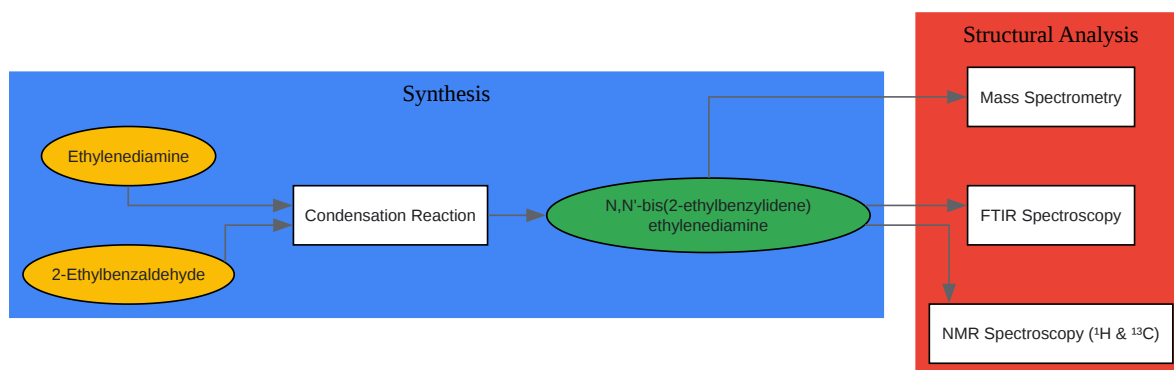 Structural Analysis
Synthesis
Mass Spectrometry
Ethylenediamine
Condensation Reaction
N,N'-bis(2-ethylbenzylidene)
ethylenediamine
FTIR Spectroscopy
2-Ethylbenzaldehyde
NMR Spectroscopy (¹H & ¹³C)